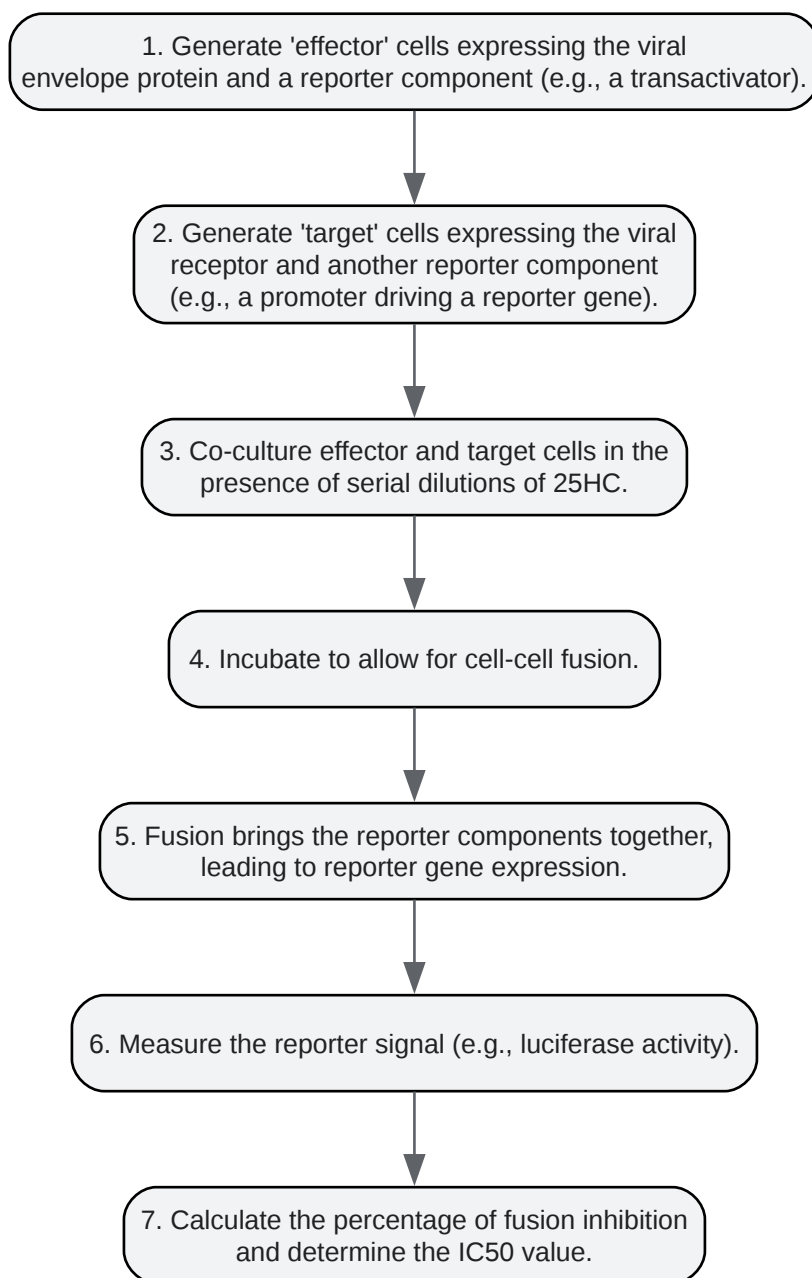 1. Generate 'effector' cells expressing the viral
envelope protein and a reporter component (e.g., a transactivator).
2. Generate 'target' cells expressing the viral
receptor and another reporter component
(e.g., a promoter driving a reporter gene).
3. Co-culture effector and target cells in the
presence of serial dilutions of 25HC.
4. Incubate to allow for cell-cell fusion.
5. Fusion brings the reporter components together,
leading to reporter gene expression.
6. Measure the reporter signal (e.g., luciferase activity).
7. Calculate the percentage of fusion inhibition
and determine the IC50 value.